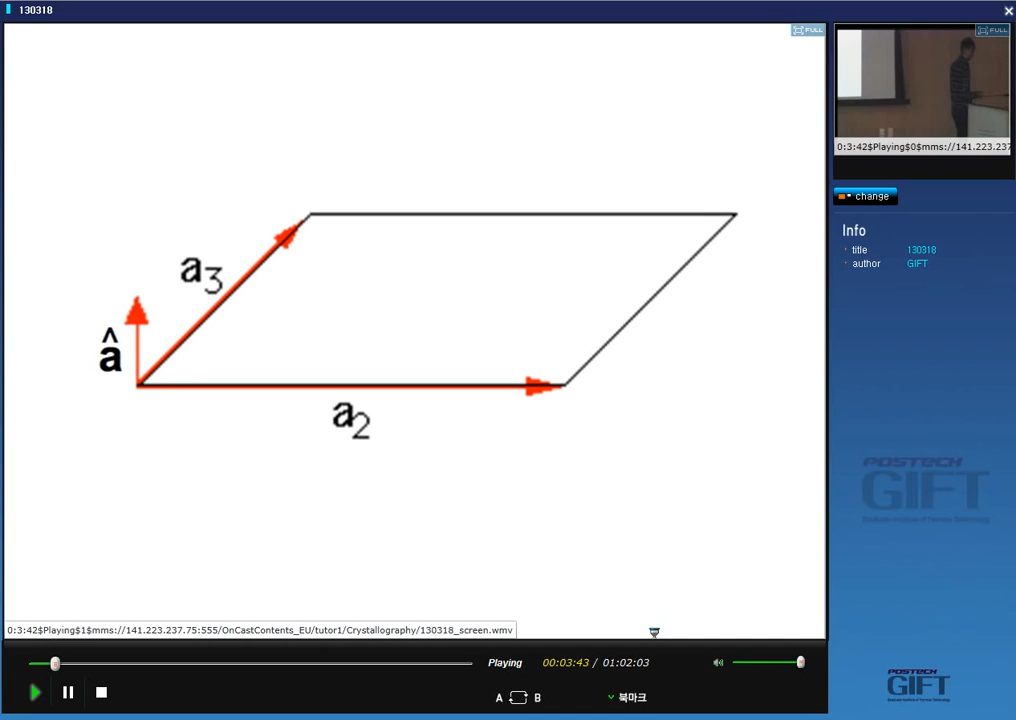 130318
FULL
FULL
a3
â
a2
0:3:42$Playing$0$mms://141.223.237
change
Info
title 130318
author GIFT
POSTECH
GIFT
0:3:42$Playing$1$mms://141.223.237.75:555/OnCastContents_EU/tutor1/Crystallography/130318_screen.wmv
Playing 00:03:43 / 01:02:03
A B 북마크
POSTECH
GIFT